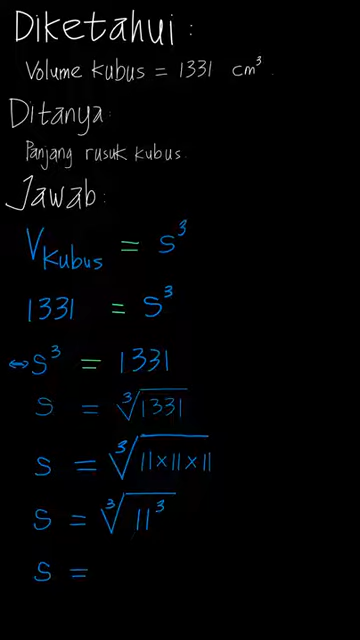 Diketahui :
Volume kubus = 1331 cm³.
Ditanya :
Panjang rusuk kubus.
Jawab :
V Kubus = s³
1331 = s³
↔ s³ = 1331
s = ∛1331
s = ∛11×11×11
s = ∛11³
s =